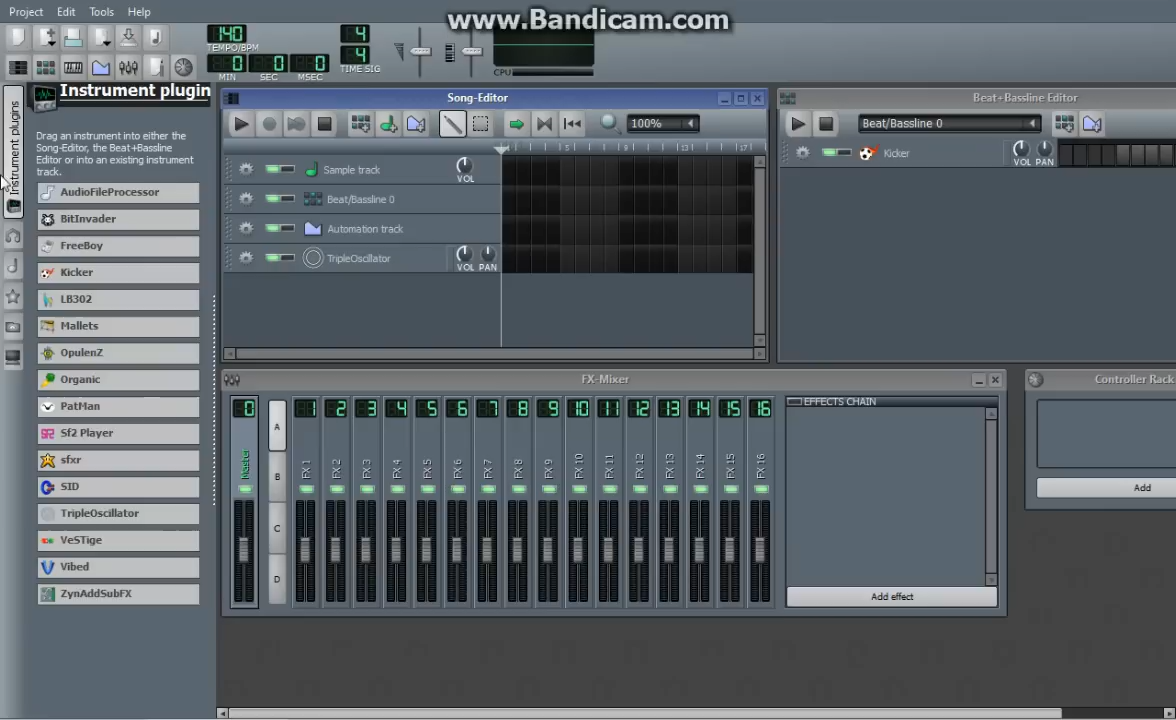 Project Edit Tools Help
www.Bandicam.com
140
TEMPO/BPM
4
4
TIME SIG
0 0 0
MIN SEC MSEC
CPU
Instrument plugins
Instrument plugin
Drag an instrument into either the
Song-Editor, the Beat+Bassline
Editor or into an existing instrument
track.
AudioFileProcessor
BitInvader
FreeBoy
Kicker
LB302
Mallets
OpulenZ
Organic
PatMan
Sf2 Player
sfxr
SID
TripleOscillator
VeSTige
Vibed
ZynAddSubFX
Song-Editor
100%
5 9 13 17
Sample track
VOL
Beat/Bassline 0
Automation track
TripleOscillator
VOL PAN
Beat+Bassline Editor
Beat/Bassline 0
Kicker
VOL PAN
FX-Mixer
0 1 2 3 4 5 6 7 8 9 10 11 12 13 14 15 16
Master FX 1 FX 2 FX 3 FX 4 FX 5 FX 6 FX 7 FX 8 FX 9 FX 10 FX 11 FX 12 FX 13 FX 14 FX 15 FX 16
A
B
C
D
EFFECTS CHAIN
Add effect
Controller Rack
Add